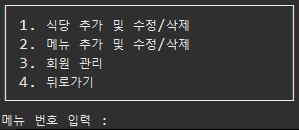 1. 식당 추가 및 수정/삭제
2. 메뉴 추가 및 수정/삭제
3. 회원 관리
4. 뒤로가기
메뉴 번호 입력 :